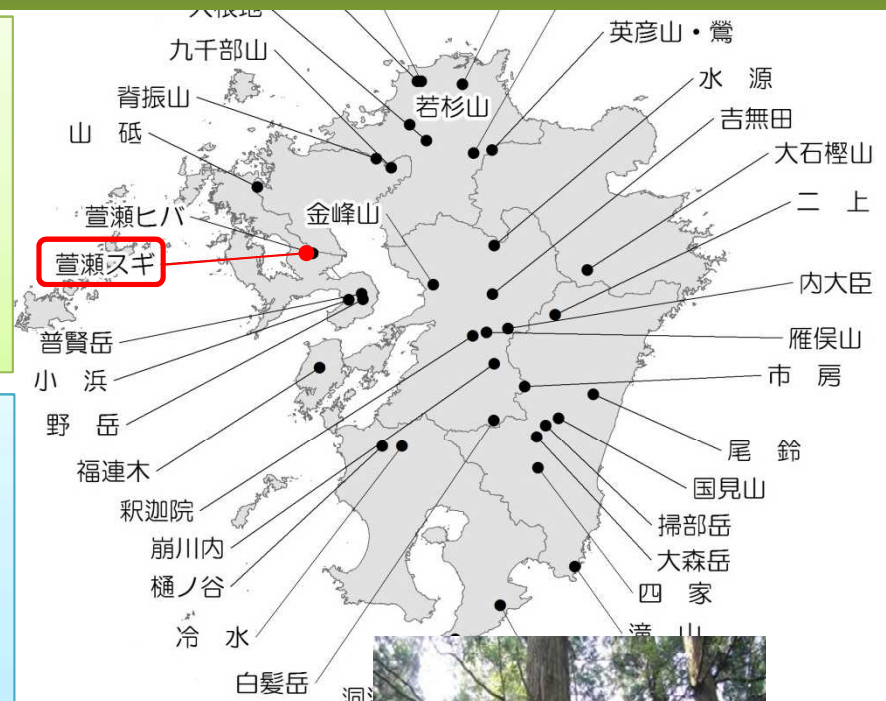 英彦山・鶯
九千部山
水 源
脊振山
若杉山
吉無田
山 砥
大石樫山
萱瀬ヒバ
金峰山
二 上
萱瀬スギ
内大臣
普賢岳
雁俣山
小 浜
市 房
野 岳
尾 鈴
福連木
国見山
釈迦院
掃部岳
崩川内
大森岳
樋ノ谷
四 家
冷 水
滝 山
白髪岳